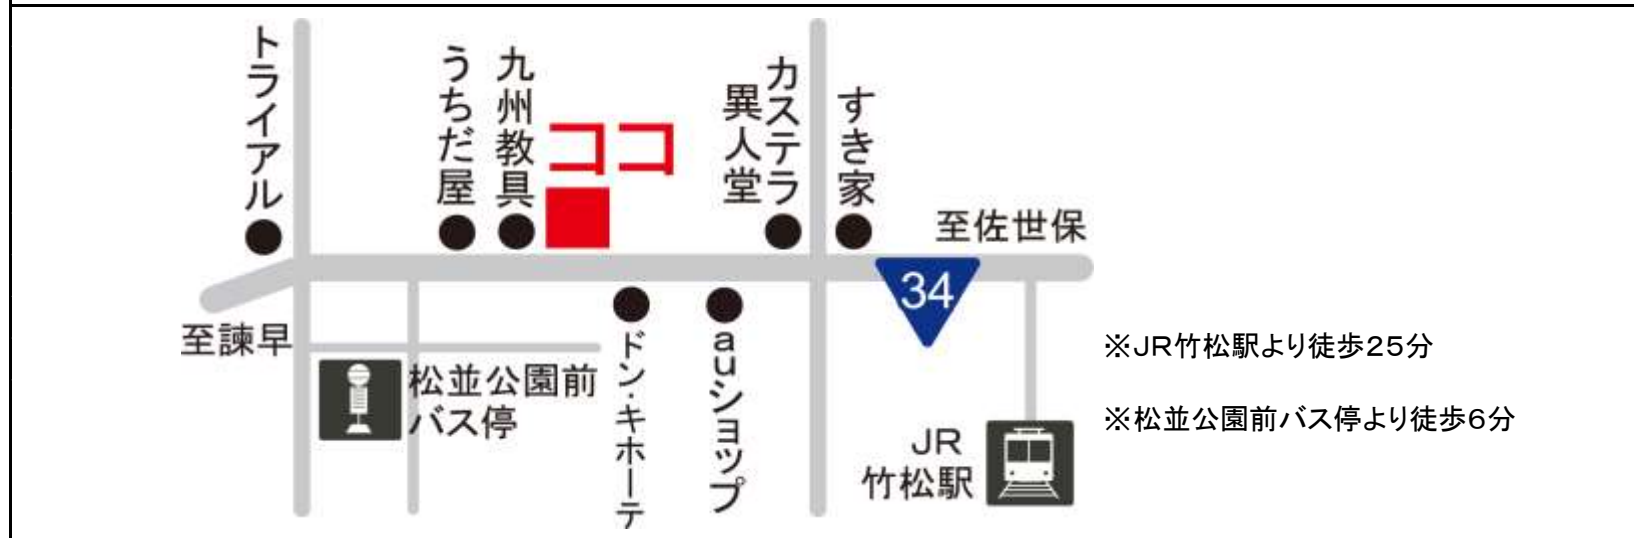 トライアル
うちだ屋
九州教具
ココ
カステラ
異人堂
すき家
至佐世保
34
至諫早
松並公園前
バス停
ドン・キホーテ
auショップ
JR
竹松駅
※JR竹松駅より徒歩25分
※松並公園前バス停より徒歩6分